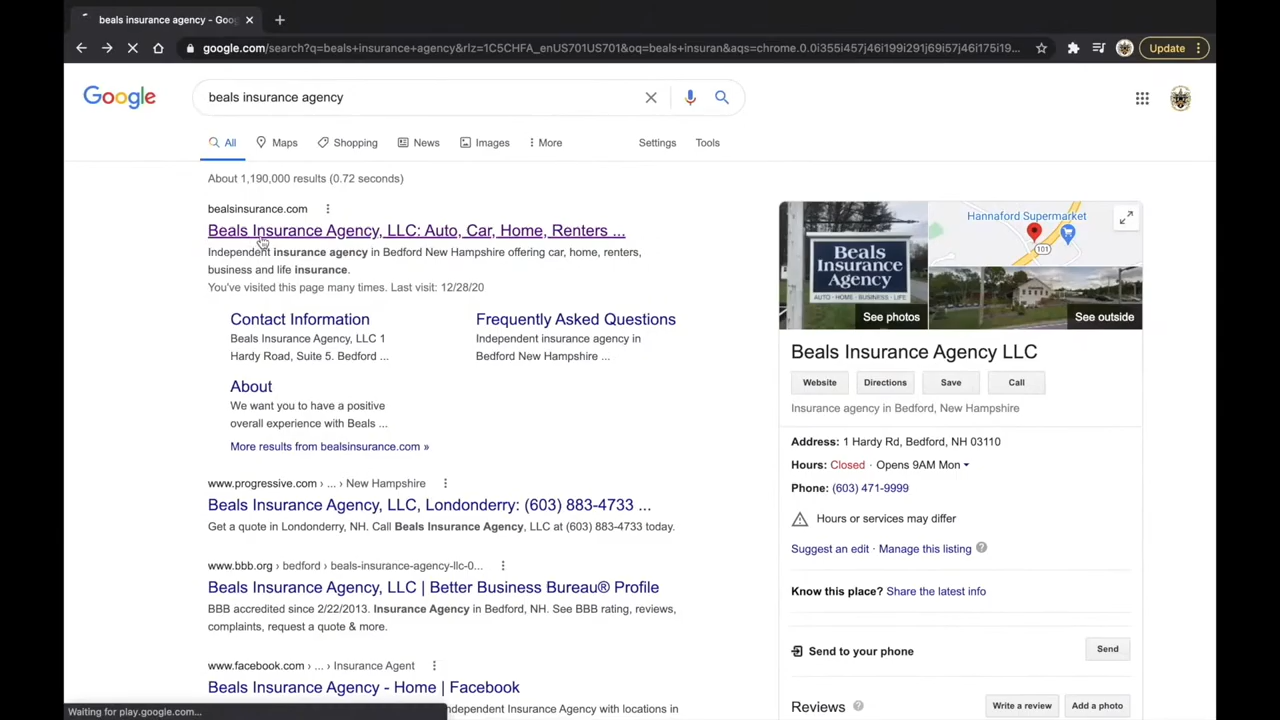 beals insurance agency - Goo
google.com/search?q=beals+insurance+agency&rlz=1C5CHFA_enUS701US701&oq=beals+insuran&aqs=chrome.0.0i355i457j46i199i291j69i57j46i175i19...
Update
Google
beals insurance agency
All
Maps
Shopping
News
Images
More
Settings
Tools
About 1,190,000 results (0.72 seconds)
bealsinsurance.com
Beals Insurance Agency, LLC: Auto, Car, Home, Renters ...
Independent insurance agency in Bedford New Hampshire offering car, home, renters,
business and life insurance.
You've visited this page many times. Last visit: 12/28/20
Contact Information
Beals Insurance Agency, LLC 1
Hardy Road, Suite 5. Bedford ...
Frequently Asked Questions
Independent insurance agency in
Bedford New Hampshire ...
About
We want you to have a positive
overall experience with Beals ...
More results from bealsinsurance.com »
www.progressive.com › ... › New Hampshire
Beals Insurance Agency, LLC, Londonderry: (603) 883-4733 ...
Get a quote in Londonderry, NH. Call Beals Insurance Agency, LLC at (603) 883-4733 today.
www.bbb.org › bedford › beals-insurance-agency-llc-0...
Beals Insurance Agency, LLC | Better Business Bureau® Profile
BBB accredited since 2/22/2013. Insurance Agency in Bedford, NH. See BBB rating, reviews,
complaints, request a quote & more.
www.facebook.com › ... › Insurance Agent
Beals Insurance Agency - Home | Facebook
ndependent Insurance Agency with locations in
Waiting for play.google.com...
Beals
Insurance
Agency
AUTO · HOME · BUSINESS · LIFE
See photos
Hannaford Supermarket
101
See outside
Beals Insurance Agency LLC
Website
Directions
Save
Call
Insurance agency in Bedford, New Hampshire
Address: 1 Hardy Rd, Bedford, NH 03110
Hours: Closed · Opens 9AM Mon
Phone: (603) 471-9999
Hours or services may differ
Suggest an edit · Manage this listing
Know this place? Share the latest info
Send to your phone
Send
Reviews
Write a review
Add a photo